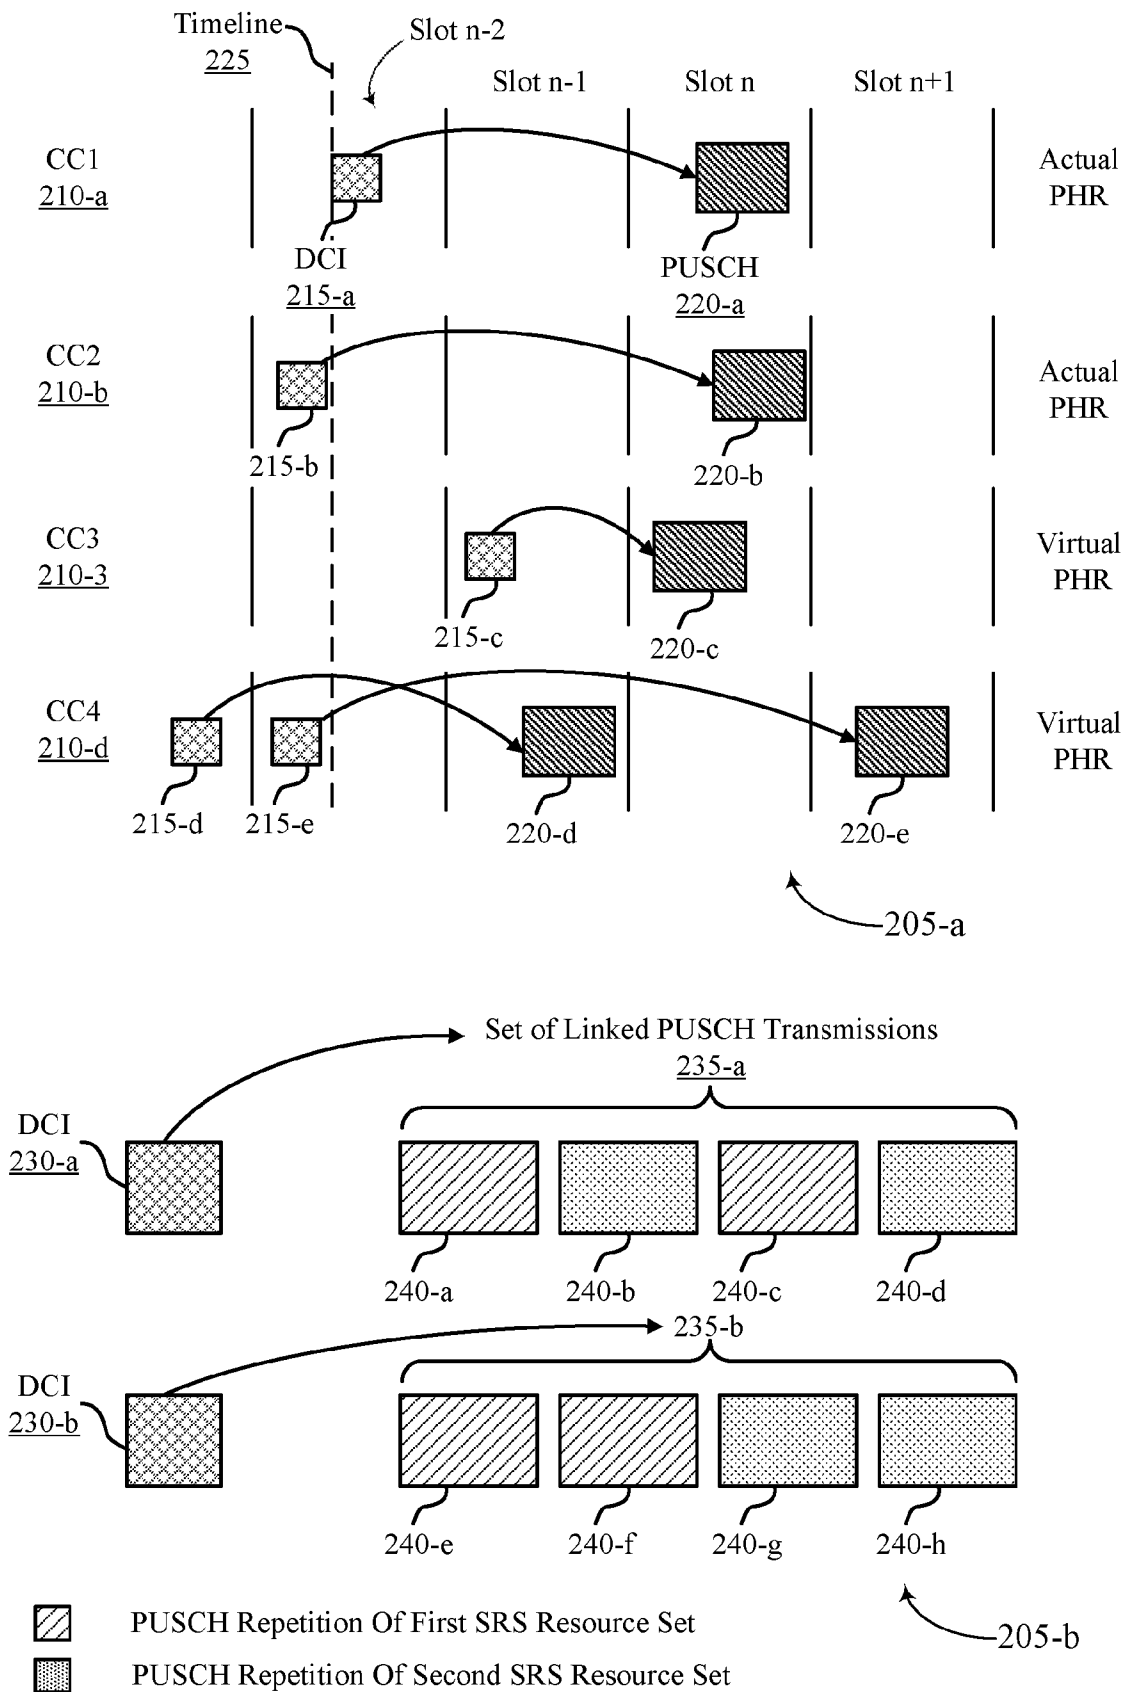 Timeline
225
Slot n-2
Slot n-1
Slot n
Slot n+1
CC1
210-a
DCI
215-a
PUSCH
220-a
Actual
PHR
CC2
210-b
215-b
220-b
Actual
PHR
CC3
210-3
215-c
220-c
Virtual
PHR
CC4
210-d
215-d
215-e
220-d
220-e
Virtual
PHR
205-a
Set of Linked PUSCH Transmissions
235-a
DCI
230-a
240-a
240-b
240-c
240-d
235-b
DCI
230-b
240-e
240-f
240-g
240-h
PUSCH Repetition Of First SRS Resource Set
PUSCH Repetition Of Second SRS Resource Set
205-b